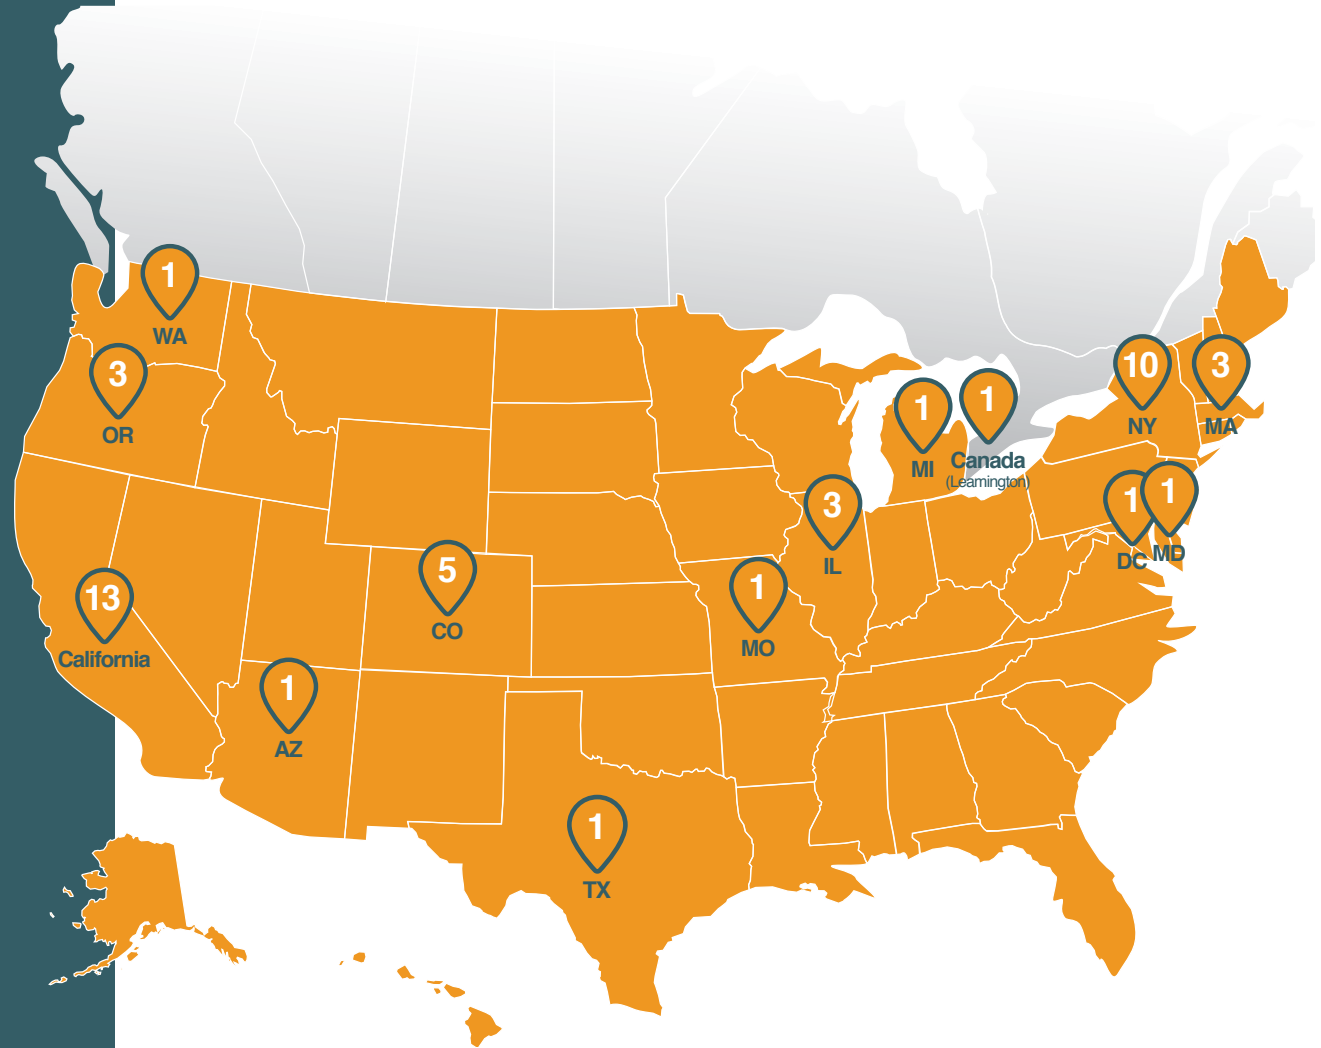 1
WA
3
OR
10
NY
3
MA
1
MI
1
Canada
(Leamington)
3
IL
1
DC
1
MD
5
CO
1
MO
13
California
1
AZ
1
TX